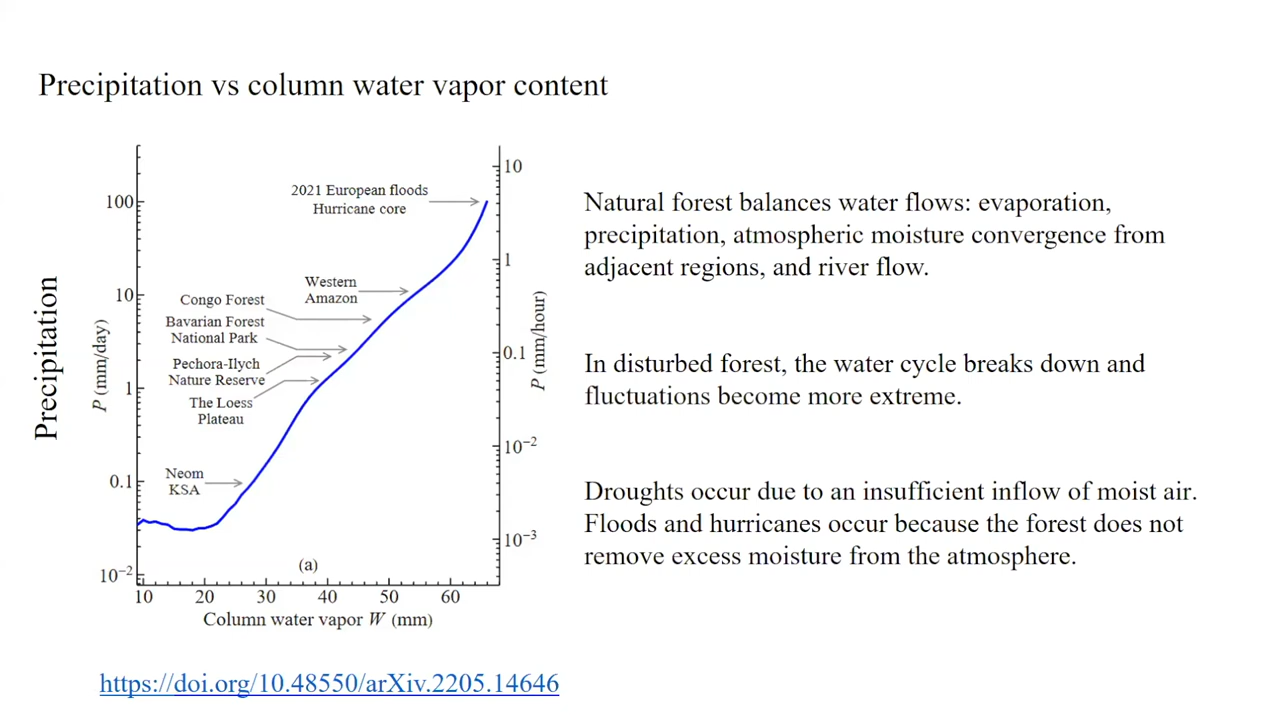 Precipitation vs column water vapor content
Precipitation
P (mm/day)
100
10
1
0.1
10⁻²
2021 European floods
Hurricane core
Western
Amazon
Congo Forest
Bavarian Forest
National Park
Pechora-Ilych
Nature Reserve
The Loess
Plateau
Neom
KSA
(a)
10
1
0.1
10⁻²
10⁻³
P (mm/hour)
10 20 30 40 50 60
Column water vapor W (mm)
Natural forest balances water flows: evaporation,
precipitation, atmospheric moisture convergence from
adjacent regions, and river flow.
In disturbed forest, the water cycle breaks down and
fluctuations become more extreme.
Droughts occur due to an insufficient inflow of moist air.
Floods and hurricanes occur because the forest does not
remove excess moisture from the atmosphere.
https://doi.org/10.48550/arXiv.2205.14646